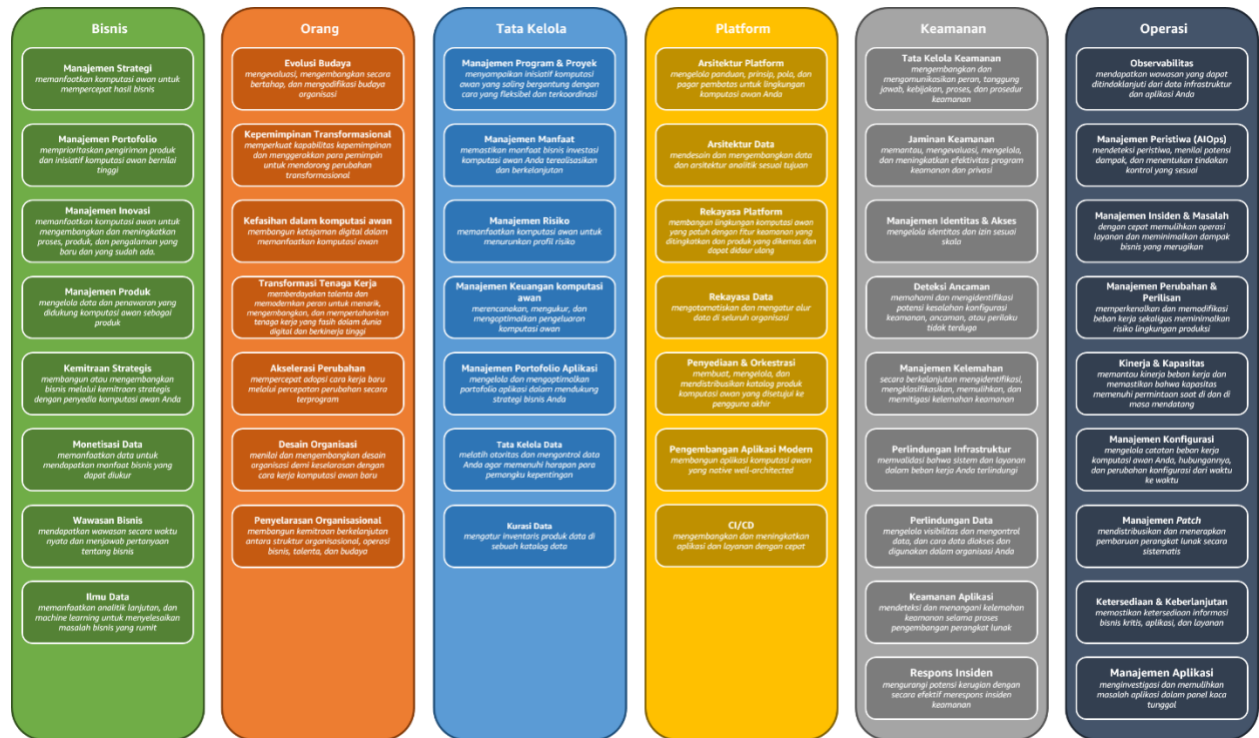 Bisnis
Manajemen Strategi
memanfaatkan komputasi awan untuk
mempercepat hasil bisnis
Manajemen Portofolio
memprioritaskan pengiriman produk
dan inisiatif komputasi awan bernilai
tinggi
Manajemen Inovasi
memanfaatkan komputasi awan untuk
mengembangkan dan meningkatkan
proses, produk, dan pengalaman yang
baru dan yang sudah ada.
Manajemen Produk
mengelola data dan penawaran yang
didukung komputasi awan sebagai
produk
Kemitraan Strategis
membangun atau mengembangkan
bisnis melalui kemitraan strategis
dengan penyedia komputasi awan Anda
Monetisasi Data
memanfaatkan data untuk
mendapatkan manfaat bisnis yang
dapat diukur
Wawasan Bisnis
mendapatkan wawasan secara waktu
nyata dan menjawab pertanyaan
tentang bisnis
Ilmu Data
memanfaatkan analitik lanjutan, dan
machine learning untuk menyelesaikan
masalah bisnis yang rumit
Orang
Evolusi Budaya
mengevaluasi, mengembangkan secara
bertahap, dan mengodifikasi budaya
organisasi
Kepemimpinan Transformasional
memperkuat kapabilitas kepemimpinan
dan menggerakkan para pemimpin
untuk mendorong perubahan
transformasional
Kefasihan dalam komputasi awan
membangun ketajaman digital dalam
memanfaatkan komputasi awan
Transformasi Tenaga Kerja
memberdayakan talenta dan
memodernkan peran untuk menarik,
mengembangkan, dan mempertahankan
tenaga kerja yang fasih dalam dunia
digital dan berkinerja tinggi
Akselerasi Perubahan
mempercepat adopsi cara kerja baru
melalui percepatan perubahan secara
terprogram
Desain Organisasi
menilai dan mengembangkan desain
organisasi demi keselarasan dengan
cara kerja komputasi awan baru
Penyelarasan Organisasional
membangun kemitraan berkelanjutan
antara struktur organisasional, operasi
bisnis, talenta, dan budaya
Tata Kelola
Manajemen Program & Proyek
menyampaikan inisiatif komputasi
awan yang saling bergantung dengan
cara yang fleksibel dan terkoordinasi
Manajemen Manfaat
memastikan manfaat bisnis investasi
komputasi awan Anda terealisasikan
dan berkelanjutan
Manajemen Risiko
memanfaatkan komputasi awan untuk
menurunkan profil risiko
Manajemen Keuangan komputasi
awan
merencanakan, mengukur, dan
mengoptimalkan pengeluaran
komputasi awan
Manajemen Portofolio Aplikasi
mengelola dan mengoptimalkan
portofolio aplikasi dalam mendukung
strategi bisnis Anda
Tata Kelola Data
melatih otoritas dan mengontrol data
Anda agar memenuhi harapan para
pemangku kepentingan
Kurasi Data
mengatur inventaris produk data di
sebuah katalog data
Platform
Arsitektur Platform
mengelola panduan, prinsip, pola, dan
pagar pembatas untuk lingkungan
komputasi awan Anda
Arsitektur Data
mendesain dan mengembangkan data
dan arsitektur analitik sesuai tujuan
Rekayasa Platform
membangun lingkungan komputasi awan
yang patuh dengan fitur keamanan yang
ditingkatkan dan produk yang dikemas dan
dapat didaur ulang
Rekayasa Data
mengotomatiskan dan mengatur alur
data di seluruh organisasi
Penyediaan & Orkestrasi
membuat, mengelola, dan
mendistribusikan katalog produk
komputasi awan yang disetujui ke
pengguna akhir
Pengembangan Aplikasi Modern
membangun aplikasi komputasi awan
yang native well-architected
CI/CD
mengembangkan dan meningkatkan
aplikasi dan layanan dengan cepat
Keamanan
Tata Kelola Keamanan
mengembangkan dan
mengomunikasikan peran, tanggung
jawab, kebijakan, proses, dan prosedur
keamanan
Jaminan Keamanan
memantau, mengevaluasi, mengelola,
dan meningkatkan efektivitas program
keamanan dan privasi
Manajemen Identitas & Akses
mengelola identitas dan izin sesuai
skala
Deteksi Ancaman
memahami dan mengidentifikasi
potensi kesalahan konfigurasi
keamanan, ancaman, atau perilaku
tidak terduga
Manajemen Kelemahan
secara berkelanjutan mengidentifikasi,
mengklasifikasikan, memulihkan, dan
memitigasi kelemahan keamanan
Perlindungan Infrastruktur
memvalidasi bahwa sistem dan layanan
dalam beban kerja Anda terlindungi
Perlindungan Data
mengelola visibilitas dan mengontrol
data, dan cara data diakses dan
digunakan dalam organisasi Anda
Keamanan Aplikasi
mendeteksi dan menangani kelemahan
keamanan selama proses
pengembangan perangkat lunak
Respons Insiden
mengurangi potensi kerugian dengan
secara efektif merespons insiden
keamanan
Operasi
Observabilitas
mendapatkan wawasan yang dapat
ditindaklanjuti dari data infrastruktur
dan aplikasi Anda
Manajemen Peristiwa (AIOps)
mendeteksi peristiwa, menilai potensi
dampak, dan menentukan tindakan
kontrol yang sesuai
Manajemen Insiden & Masalah
dengan cepat memulihkan operasi
layanan dan meminimalkan dampak
bisnis yang merugikan
Manajemen Perubahan &
Perilisan
memperkenalkan dan memodifikasi
beban kerja sekaligus meminimalkan
risiko lingkungan produksi
Kinerja & Kapasitas
memantau kinerja beban kerja dan
memastikan bahwa kapasitas
memenuhi permintaan saat di dan di
masa mendatang
Manajemen Konfigurasi
mengelola catatan beban kerja
komputasi awan Anda, hubungannya,
dan perubahan konfigurasi dari waktu
ke waktu
Manajemen Patch
mendistribusikan dan menerapkan
pembaruan perangkat lunak secara
sistematis
Ketersediaan & Keberlanjutan
memastikan ketersediaan informasi
bisnis kritis, aplikasi, dan layanan
Manajemen Aplikasi
menginvestigasi dan memulihkan
masalah aplikasi dalam panel kaca
tunggal